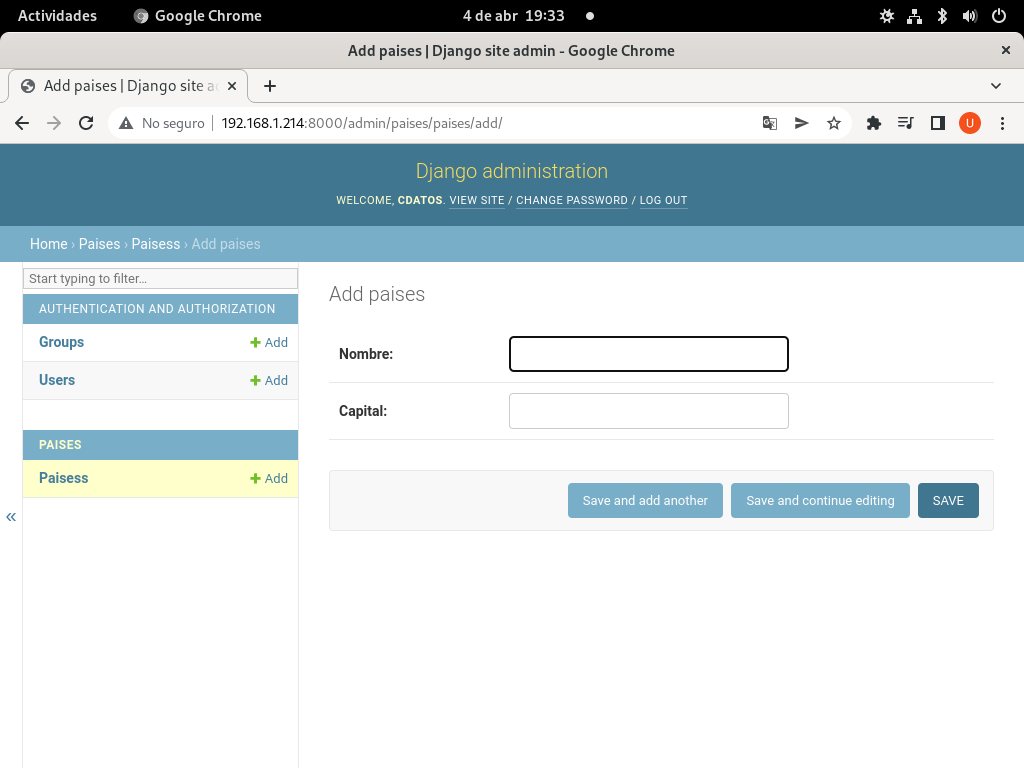 Actividades Google Chrome 4 de abr 19:33
Add paises | Django site admin - Google Chrome
Add paises | Django site a
No seguro 192.168.1.214:8000/admin/paises/paises/add/ U
Django administration
WELCOME, CDATOS. VIEW SITE / CHANGE PASSWORD / LOG OUT
Home › Paises › Paisess › Add paises
Start typing to filter...
AUTHENTICATION AND AUTHORIZATION
Groups Add
Users Add
PAISES
Paisess Add
«
Add paises
Nombre:
Capital:
Save and add another Save and continue editing SAVE